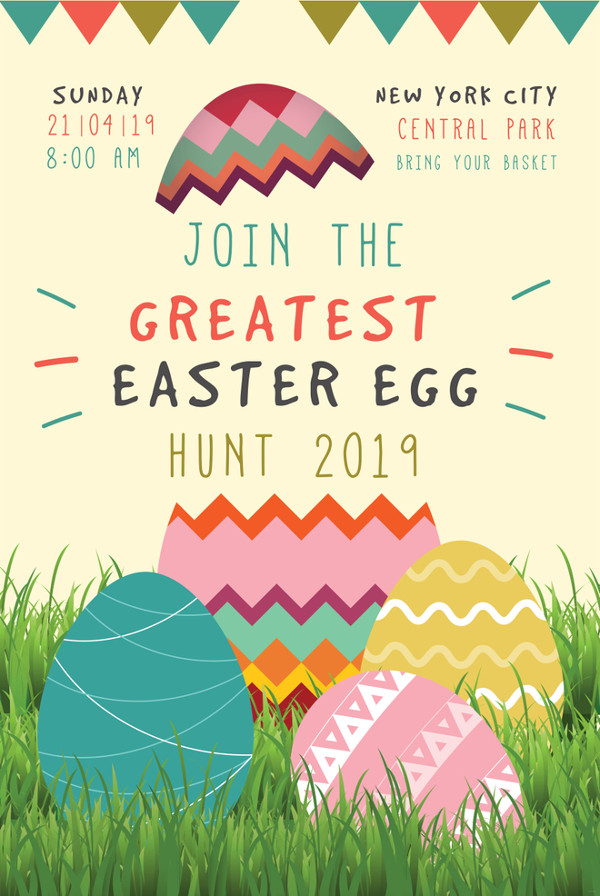 SUNDAY
21|04|19
8:00 AM
NEW YORK CITY
CENTRAL PARK
BRING YOUR BASKET
JOIN THE
GREATEST
EASTER EGG
HUNT 2019